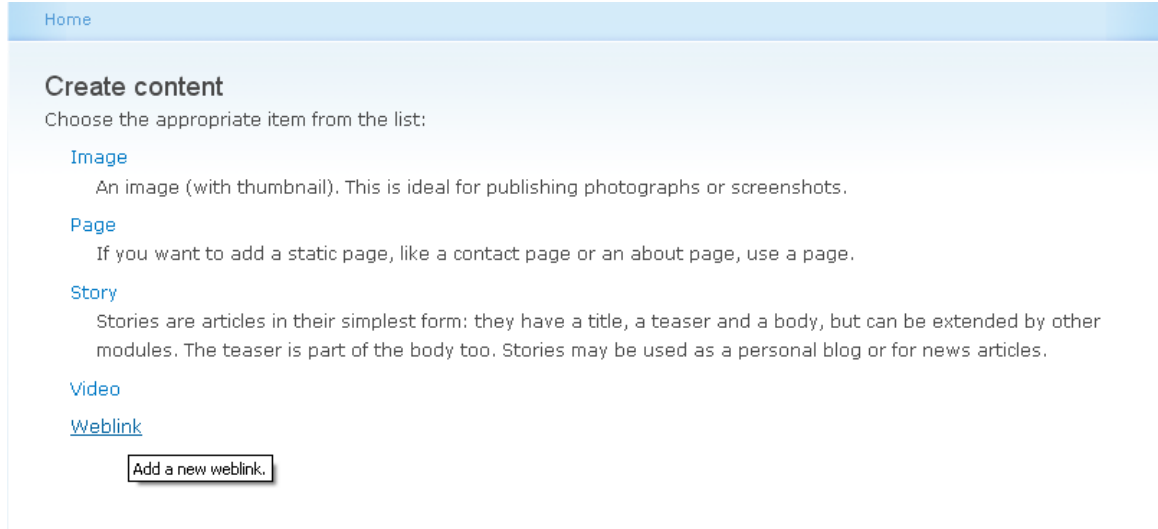 Home
Create content
Choose the appropriate item from the list:
Image
An image (with thumbnail). This is ideal for publishing photographs or screenshots.
Page
If you want to add a static page, like a contact page or an about page, use a page.
Story
Stories are articles in their simplest form: they have a title, a teaser and a body, but can be extended by other
modules. The teaser is part of the body too. Stories may be used as a personal blog or for news articles.
Video
Weblink
Add a new weblink.